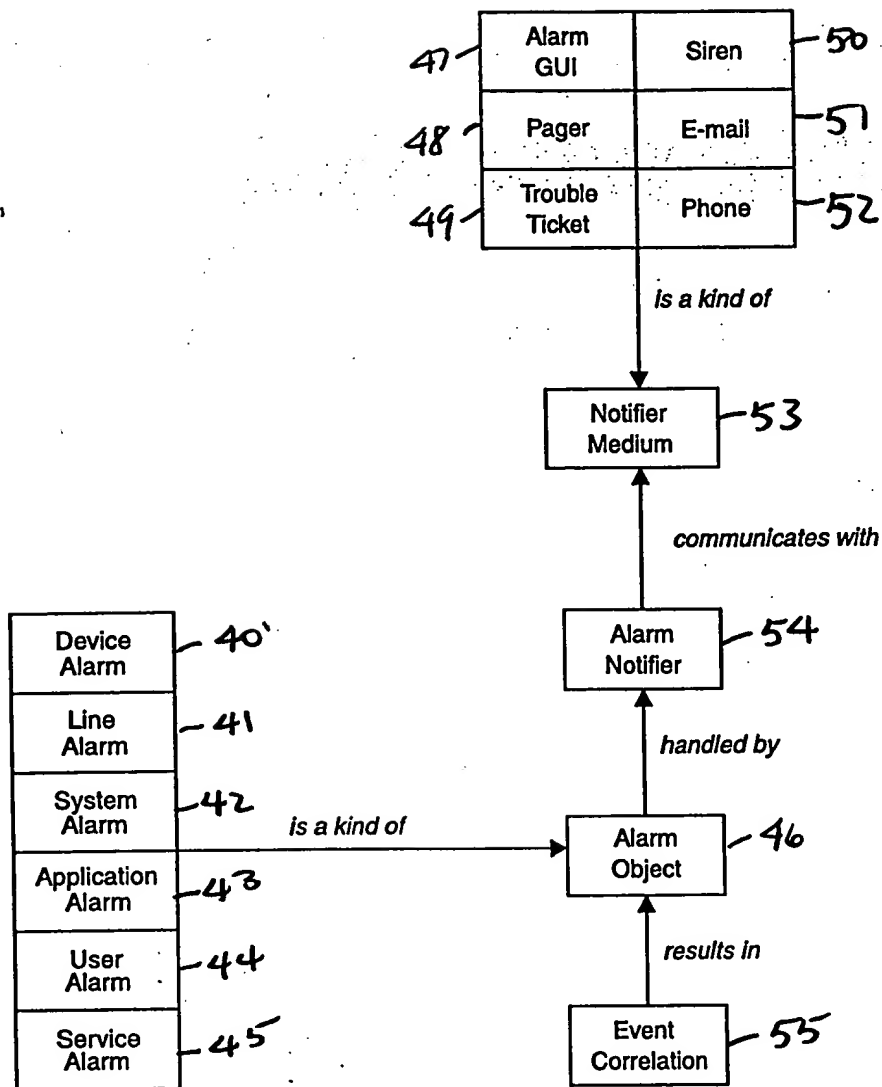 47
Alarm
GUI
Siren
50
48
Pager
E-mail
51
49
Trouble
Ticket
Phone
52
is a kind of
Notifier
Medium
53
communicates with
Device
Alarm
40'
Alarm
Notifier
54
Line
Alarm
41
handled by
System
Alarm
42
is a kind of
Alarm
Object
46
Application
Alarm
43
User
Alarm
44
results in
Service
Alarm
45
Event
Correlation
55